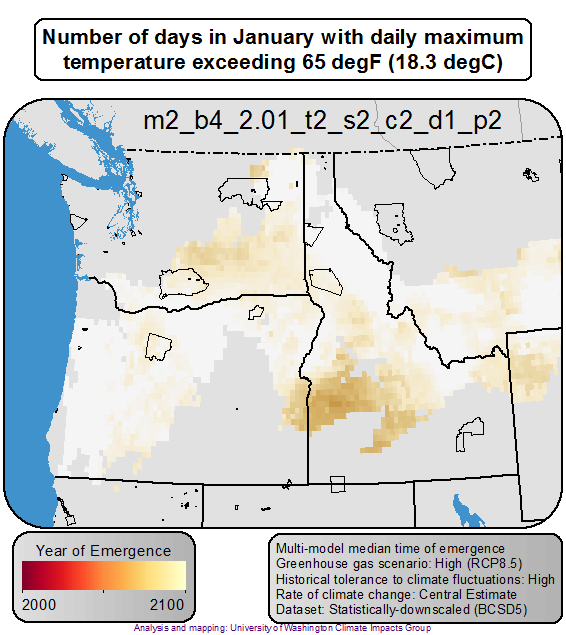 Number of days in January with daily maximum
temperature exceeding 65 degF (18.3 degC)
m2_b4_2.01_t2_s2_c2_d1_p2
Year of Emergence
2000 2100
Multi-model median time of emergence
Greenhouse gas scenario: High (RCP8.5)
Historical tolerance to climate fluctuations: High
Rate of climate change: Central Estimate
Dataset: Statistically-downscaled (BCSD5)
Analysis and mapping: University of Washington Climate Impacts Group